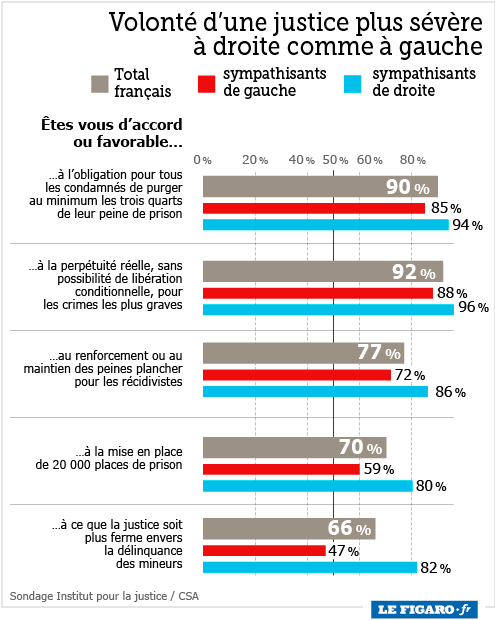 Volonté d'une justice plus sévère
à droite comme à gauche
Total
français
sympathisants
de gauche
sympathisants
de droite
Êtes vous d'accord
ou favorable...
0 % 20 % 40 % 60 % 80 %
...à l'obligation pour tous
les condamnés de purger
au minimum les trois quarts
de leur peine de prison
90 %
85 %
94 %
...à la perpétuité réelle, sans
possibilité de libération
conditionnelle, pour
les crimes les plus graves
92 %
88 %
96 %
...au renforcement ou au
maintien des peines plancher
pour les récidivistes
77 %
72 %
86 %
...à la mise en place
de 20 000 places de prison
70 %
59 %
80 %
...à ce que la justice soit
plus ferme envers
la délinquance
des mineurs
66 %
47 %
82 %
Sondage Institut pour la justice / CSA
LE FIGARO.fr